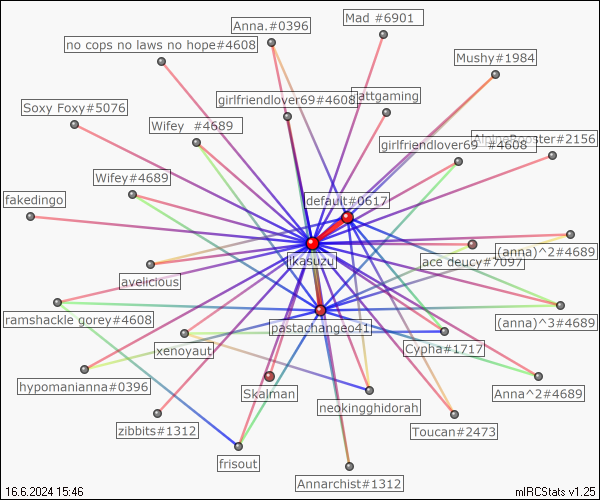 Mad #6901
Anna.#0396
no cops no laws no hope#4608
Mushy#1984
girlfriendlover69#4608
fattgaming
Soxy Foxy#5076
Wifey  #4689
AlpineRooster#2156
girlfriendlover69  #4608
Wifey#4689
fakedingo
default#0617
(anna)^2#4689
ikasuzu
ace deucy#7097
avelicious
ramshackle gorey#4608
pastachangeo41
(anna)^3#4689
xenoyaut
Cypha#1717
hypomanianna#0396
Skalman
Anna^2#4689
neokingghidorah
zibbits#1312
Toucan#2473
frisout
Annarchist#1312
16.6.2024 15:46
mIRCStats v1.25